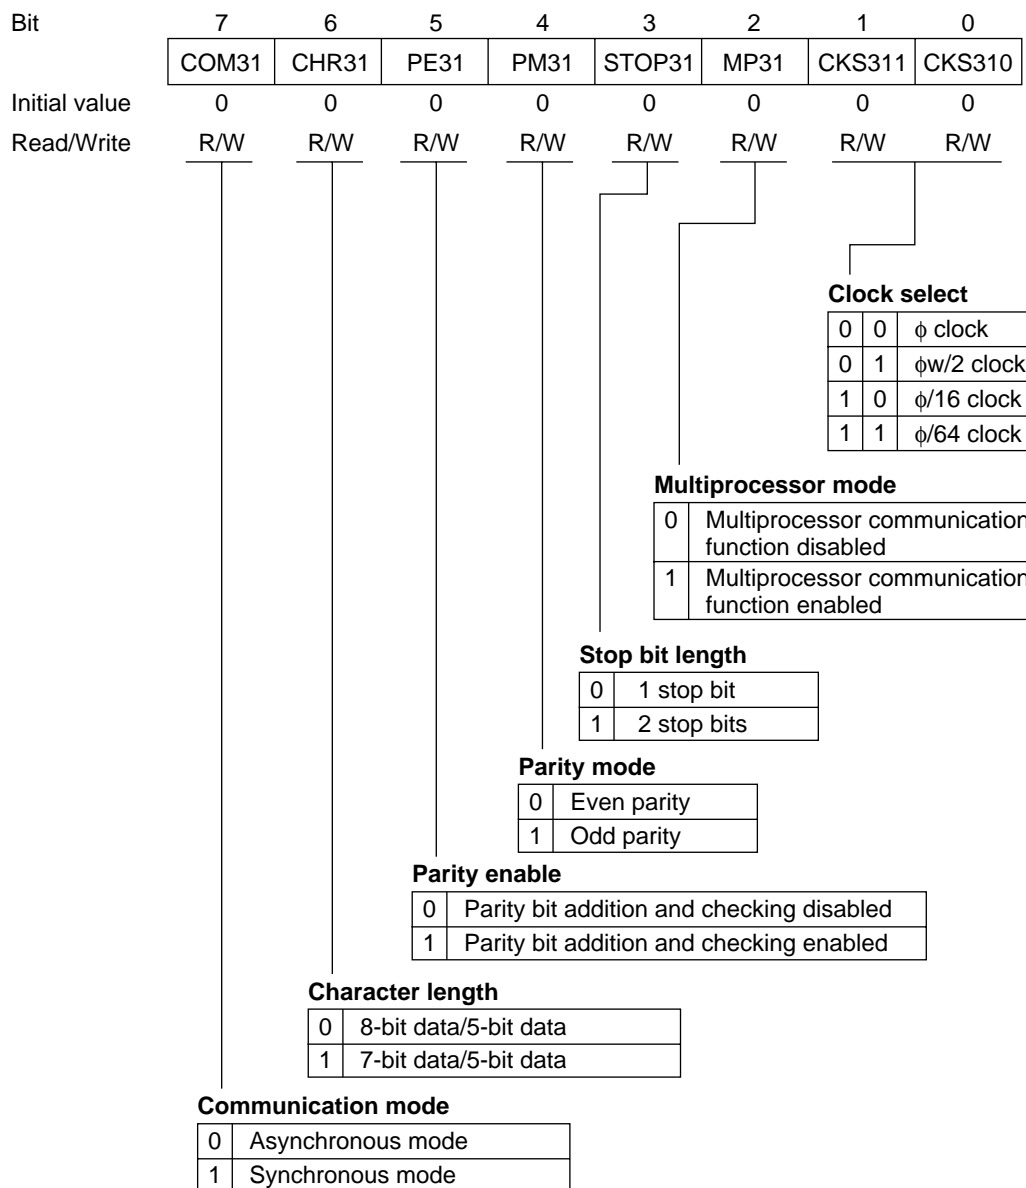 Bit 7 6 5 4 3 2 1 0
COM31 CHR31 PE31 PM31 STOP31 MP31 CKS311 CKS310
Initial value 0 0 0 0 0 0 0 0
Read/Write R/W R/W R/W R/W R/W R/W R/W R/W
Clock select
0 0 ϕ clock
0 1 ϕw/2 clock
1 0 ϕ/16 clock
1 1 ϕ/64 clock
Multiprocessor mode
0 Multiprocessor communication
function disabled
1 Multiprocessor communication
function enabled
Stop bit length
0 1 stop bit
1 2 stop bits
Parity mode
0 Even parity
1 Odd parity
Parity enable
0 Parity bit addition and checking disabled
1 Parity bit addition and checking enabled
Character length
0 8-bit data/5-bit data
1 7-bit data/5-bit data
Communication mode
0 Asynchronous mode
1 Synchronous mode